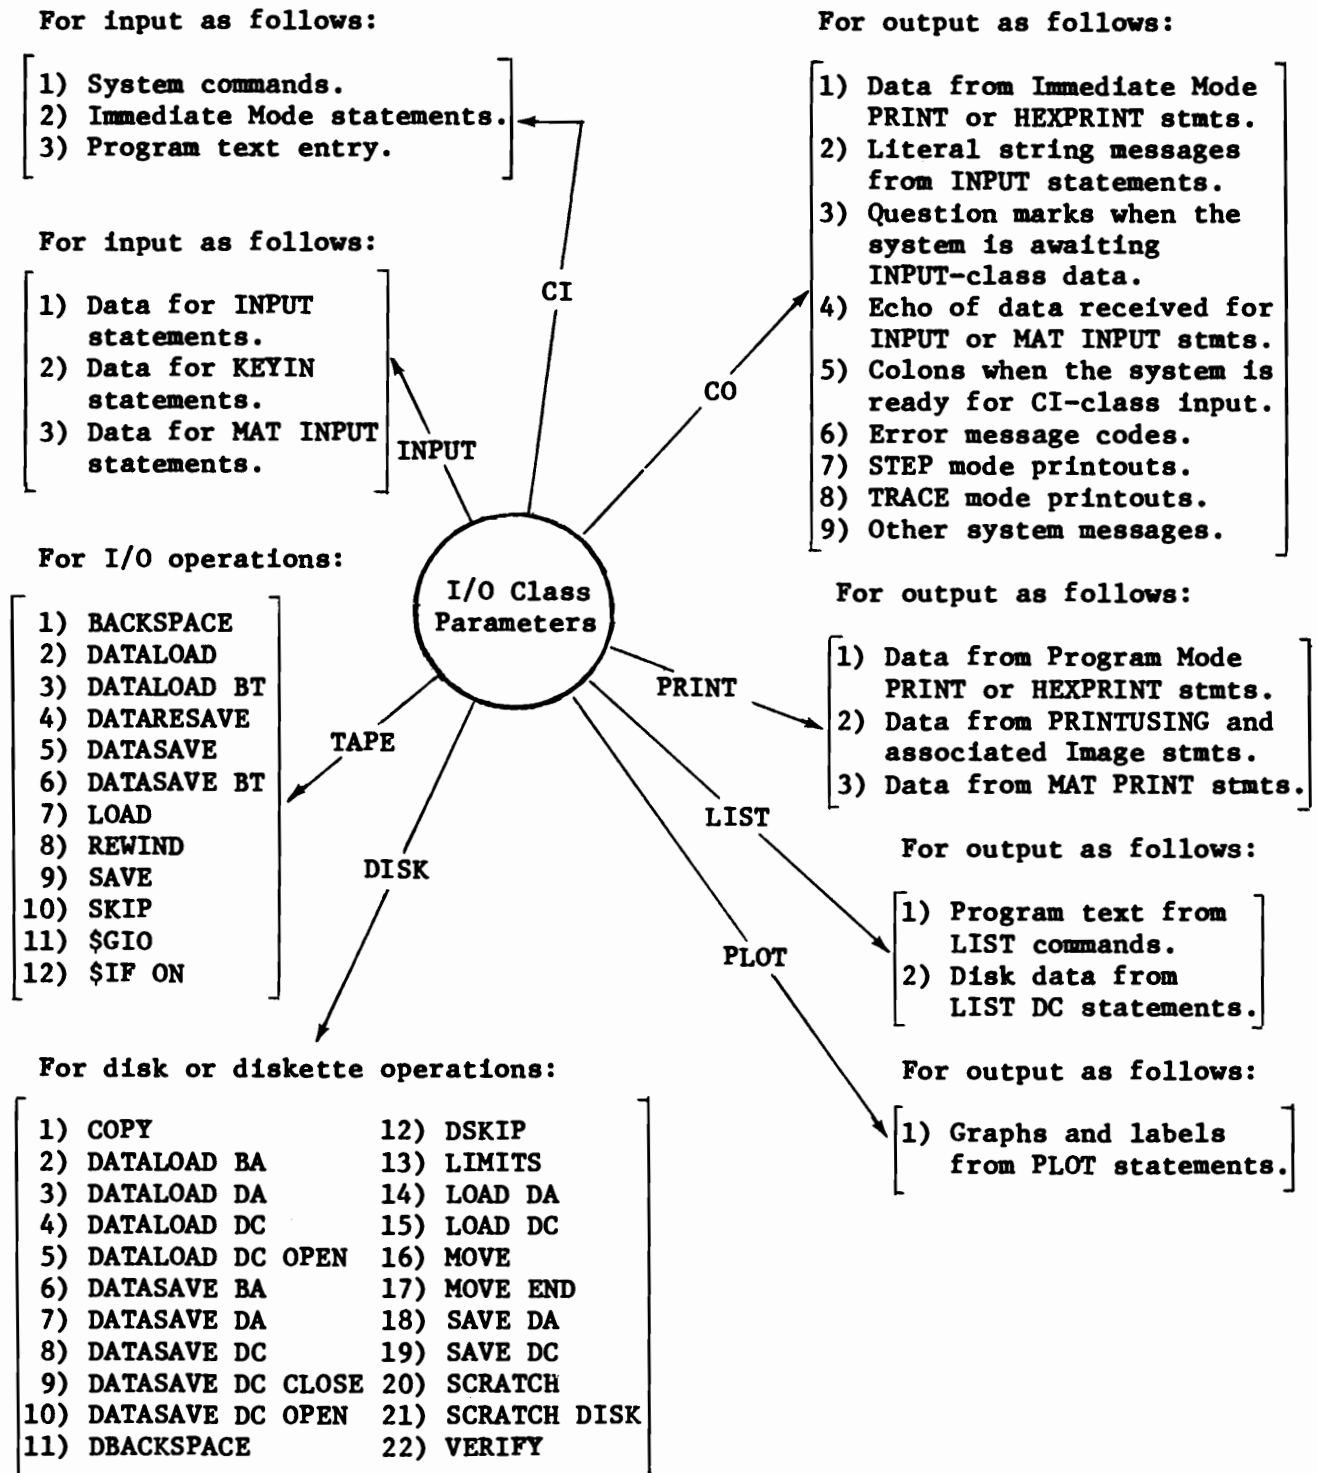 For input as follows:
1) System commands.
2) Immediate Mode statements.
3) Program text entry.
CI
For input as follows:
1) Data for INPUT
statements.
2) Data for KEYIN
statements.
3) Data for MAT INPUT
statements.
INPUT
For output as follows:
1) Data from Immediate Mode
PRINT or HEXPRINT stmts.
2) Literal string messages
from INPUT statements.
3) Question marks when the
system is awaiting
INPUT-class data.
4) Echo of data received for
INPUT or MAT INPUT stmts.
5) Colons when the system is
ready for CI-class input.
6) Error message codes.
7) STEP mode printouts.
8) TRACE mode printouts.
9) Other system messages.
CO
I/O Class
Parameters
For I/O operations:
1) BACKSPACE
2) DATALOAD
3) DATALOAD BT
4) DATARESAVE
5) DATASAVE
6) DATASAVE BT
7) LOAD
8) REWIND
9) SAVE
10) SKIP
11) $GIO
12) $IF ON
TAPE
For output as follows:
1) Data from Program Mode
PRINT or HEXPRINT stmts.
2) Data from PRINTUSING and
associated Image stmts.
3) Data from MAT PRINT stmts.
PRINT
LIST
For output as follows:
1) Program text from
LIST commands.
2) Disk data from
LIST DC statements.
PLOT
For output as follows:
1) Graphs and labels
from PLOT statements.
DISK
For disk or diskette operations:
1) COPY
2) DATALOAD BA
3) DATALOAD DA
4) DATALOAD DC
5) DATALOAD DC OPEN
6) DATASAVE BA
7) DATASAVE DA
8) DATASAVE DC
9) DATASAVE DC CLOSE
10) DATASAVE DC OPEN
11) DBACKSPACE
12) DSKIP
13) LIMITS
14) LOAD DA
15) LOAD DC
16) MOVE
17) MOVE END
18) SAVE DA
19) SAVE DC
20) SCRATCH
21) SCRATCH DISK
22) VERIFY